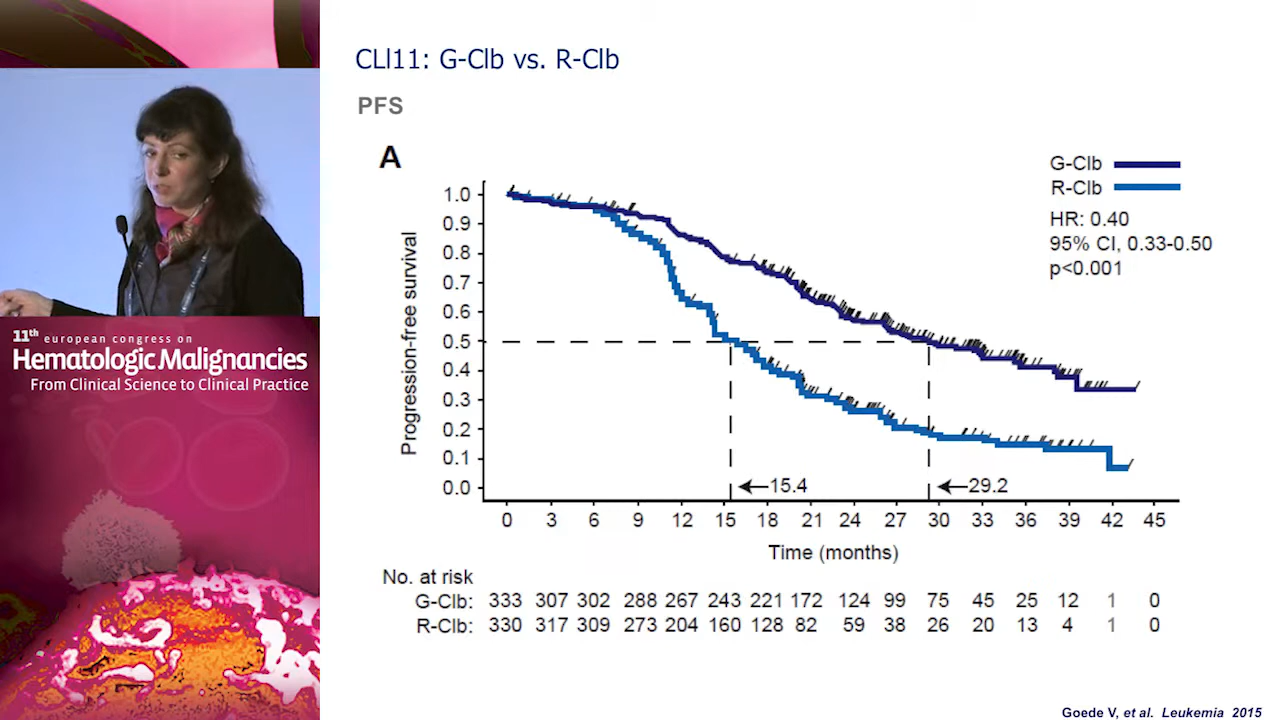 11th european congress on
Hematologic Malignancies
From Clinical Science to Clinical Practice
CLl11: G-Clb vs. R-Clb
PFS
A
G-Clb
R-Clb
HR: 0.40
95% CI, 0.33-0.50
p<0.001
Progression-free survival
1.0
0.9
0.8
0.7
0.6
0.5
0.4
0.3
0.2
0.1
0.0
15.4
29.2
0 3 6 9 12 15 18 21 24 27 30 33 36 39 42 45
Time (months)
No. at risk
G-Clb: 333 307 302 288 267 243 221 172 124 99 75 45 25 12 1 0
R-Clb: 330 317 309 273 204 160 128 82 59 38 26 20 13 4 1 0
Goede V, et al. Leukemia 2015